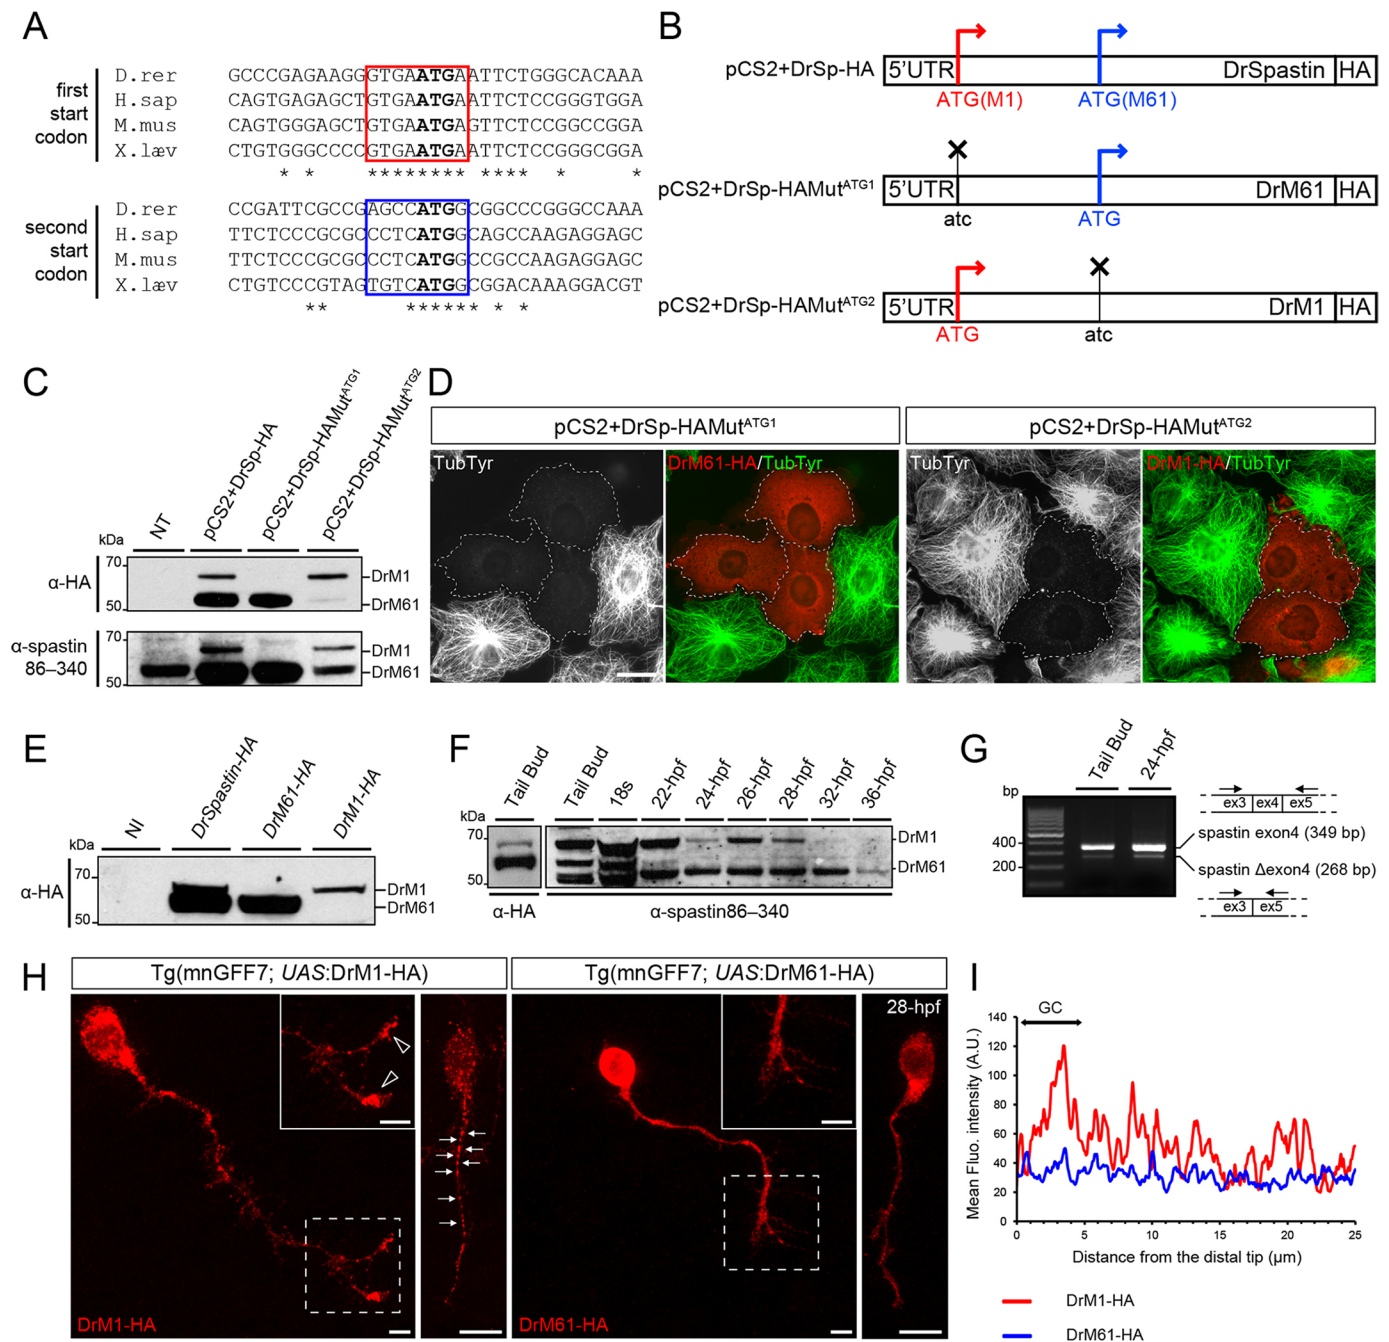 A
first
start
codon
D.rer GCCCGAGAAGGGTGAATGAATTCTGGGCACAAA
H.sap CAGTGAGAGCTGTGAATGAATTCTCCGGGTGGA
M.mus CAGTGGGAGCTGTGAATGAGTTCTCCGGCCGGA
X.læv CTGTGGGCCCCGTGAATGAATTCTCCGGGCGGA
* * ******** **** * *
second
start
codon
D.rer CCGATTCGCCGAGCCATGGCGGCCCGGGCCAAA
H.sap TTCTCCCGCGCCCTCATGGCAGCCAAGAGGAGC
M.mus TTCTCCCGCGCCCTCATGGCCGCCAAGAGGAGC
X.læv CTGTCCCGTAGTGTCATGGCGGACAAAGGACGT
** ****** * *
B
pCS2+DrSp-HA
5'UTR DrSpastin HA
ATG(M1) ATG(M61)
pCS2+DrSp-HAMutATG1
5'UTR DrM61 HA
atc ATG
pCS2+DrSp-HAMutATG2
5'UTR DrM1 HA
ATG atc
C
NT
pCS2+DrSp-HA
pCS2+DrSp-HAMutATG1
pCS2+DrSp-HAMutATG2
kDa
α-HA
70
50
DrM1
DrM61
α-spastin
86–340
70
50
DrM1
DrM61
D
pCS2+DrSp-HAMutATG1
pCS2+DrSp-HAMutATG2
TubTyr
DrM61-HA/TubTyr
TubTyr
DrM1-HA/TubTyr
E
NI
DrSpastin-HA
DrM61-HA
DrM1-HA
kDa
α-HA
70
50
DrM1
DrM61
F
Tail Bud
Tail Bud
18s
22-hpf
24-hpf
26-hpf
28-hpf
32-hpf
36-hpf
kDa
70
50
DrM1
DrM61
α-HA
α-spastin86–340
G
Tail Bud
24-hpf
bp
400
200
ex3 ex4 ex5
spastin exon4 (349 bp)
spastin Δexon4 (268 bp)
ex3 ex5
H
Tg(mnGFF7; UAS:DrM1-HA)
Tg(mnGFF7; UAS:DrM61-HA)
28-hpf
DrM1-HA
DrM61-HA
I
GC
Mean Fluo. intensity (A.U.)
140
120
100
80
60
40
20
0
0 5 10 15 20 25
Distance from the distal tip (µm)
DrM1-HA
DrM61-HA